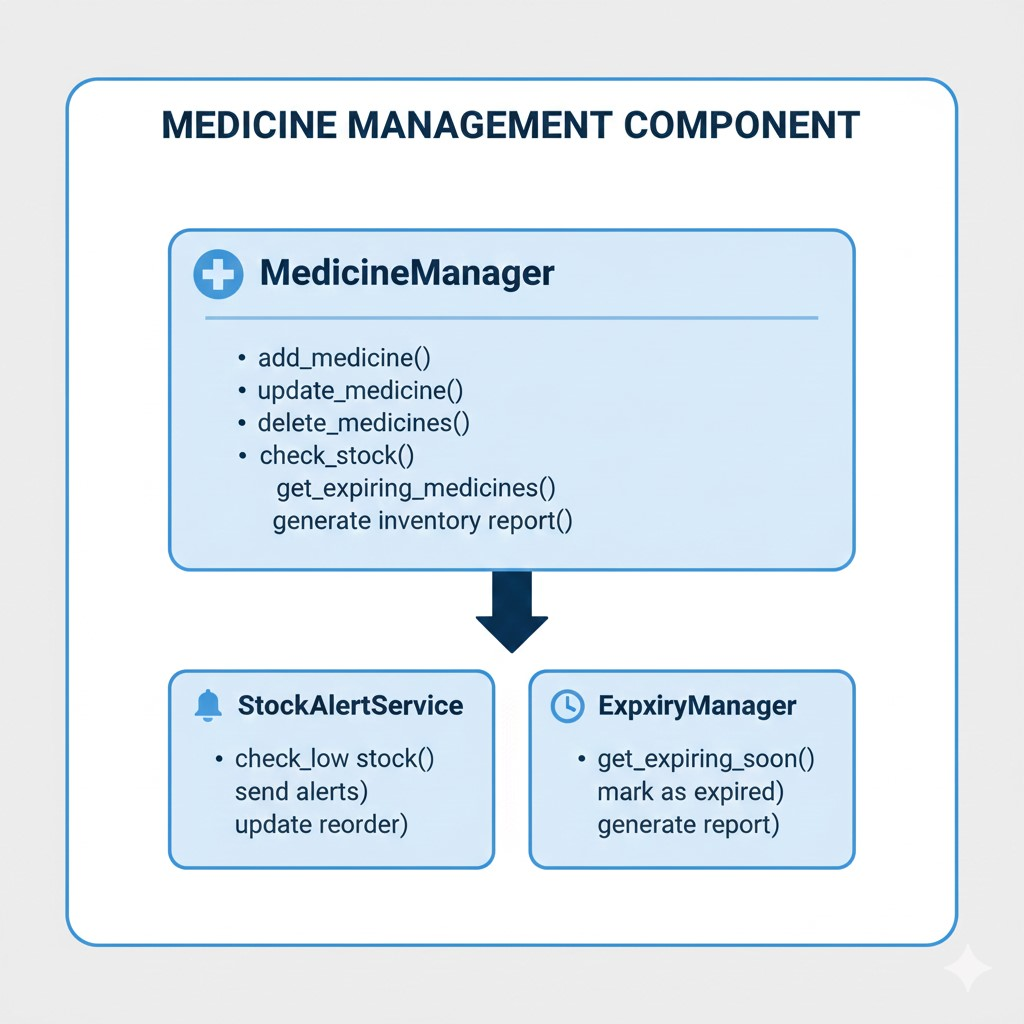 MEDICINE MANAGEMENT COMPONENT
MedicineManager
• add_medicine()
• update_medicine()
• delete_medicines()
• check_stock()
get_expiring_medicines()
generate inventory report()
StockAlertService
• check_low stock()
send alerts)
update reorder)
ExpxiryManager
• get_expiring_soon()
mark as expired)
generate report)